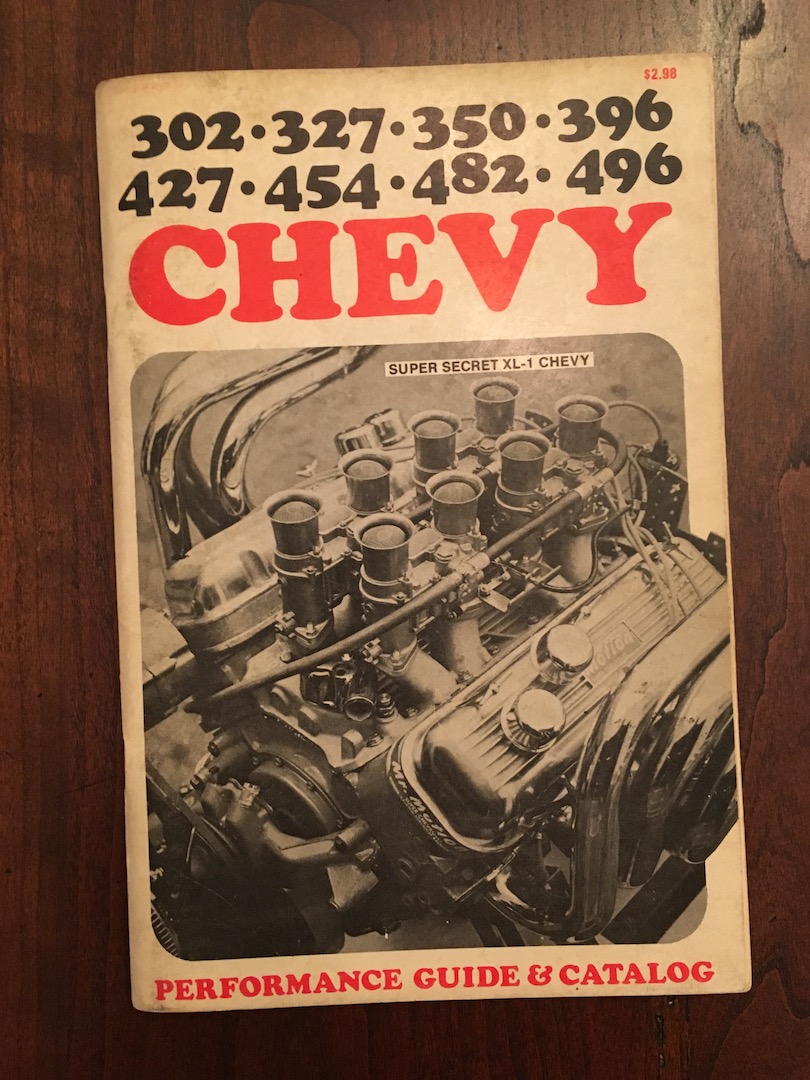 $2.98
302·327·350·396
427·454·482·496
CHEVY
SUPER SECRET XL-1 CHEVY
PERFORMANCE GUIDE & CATALOG